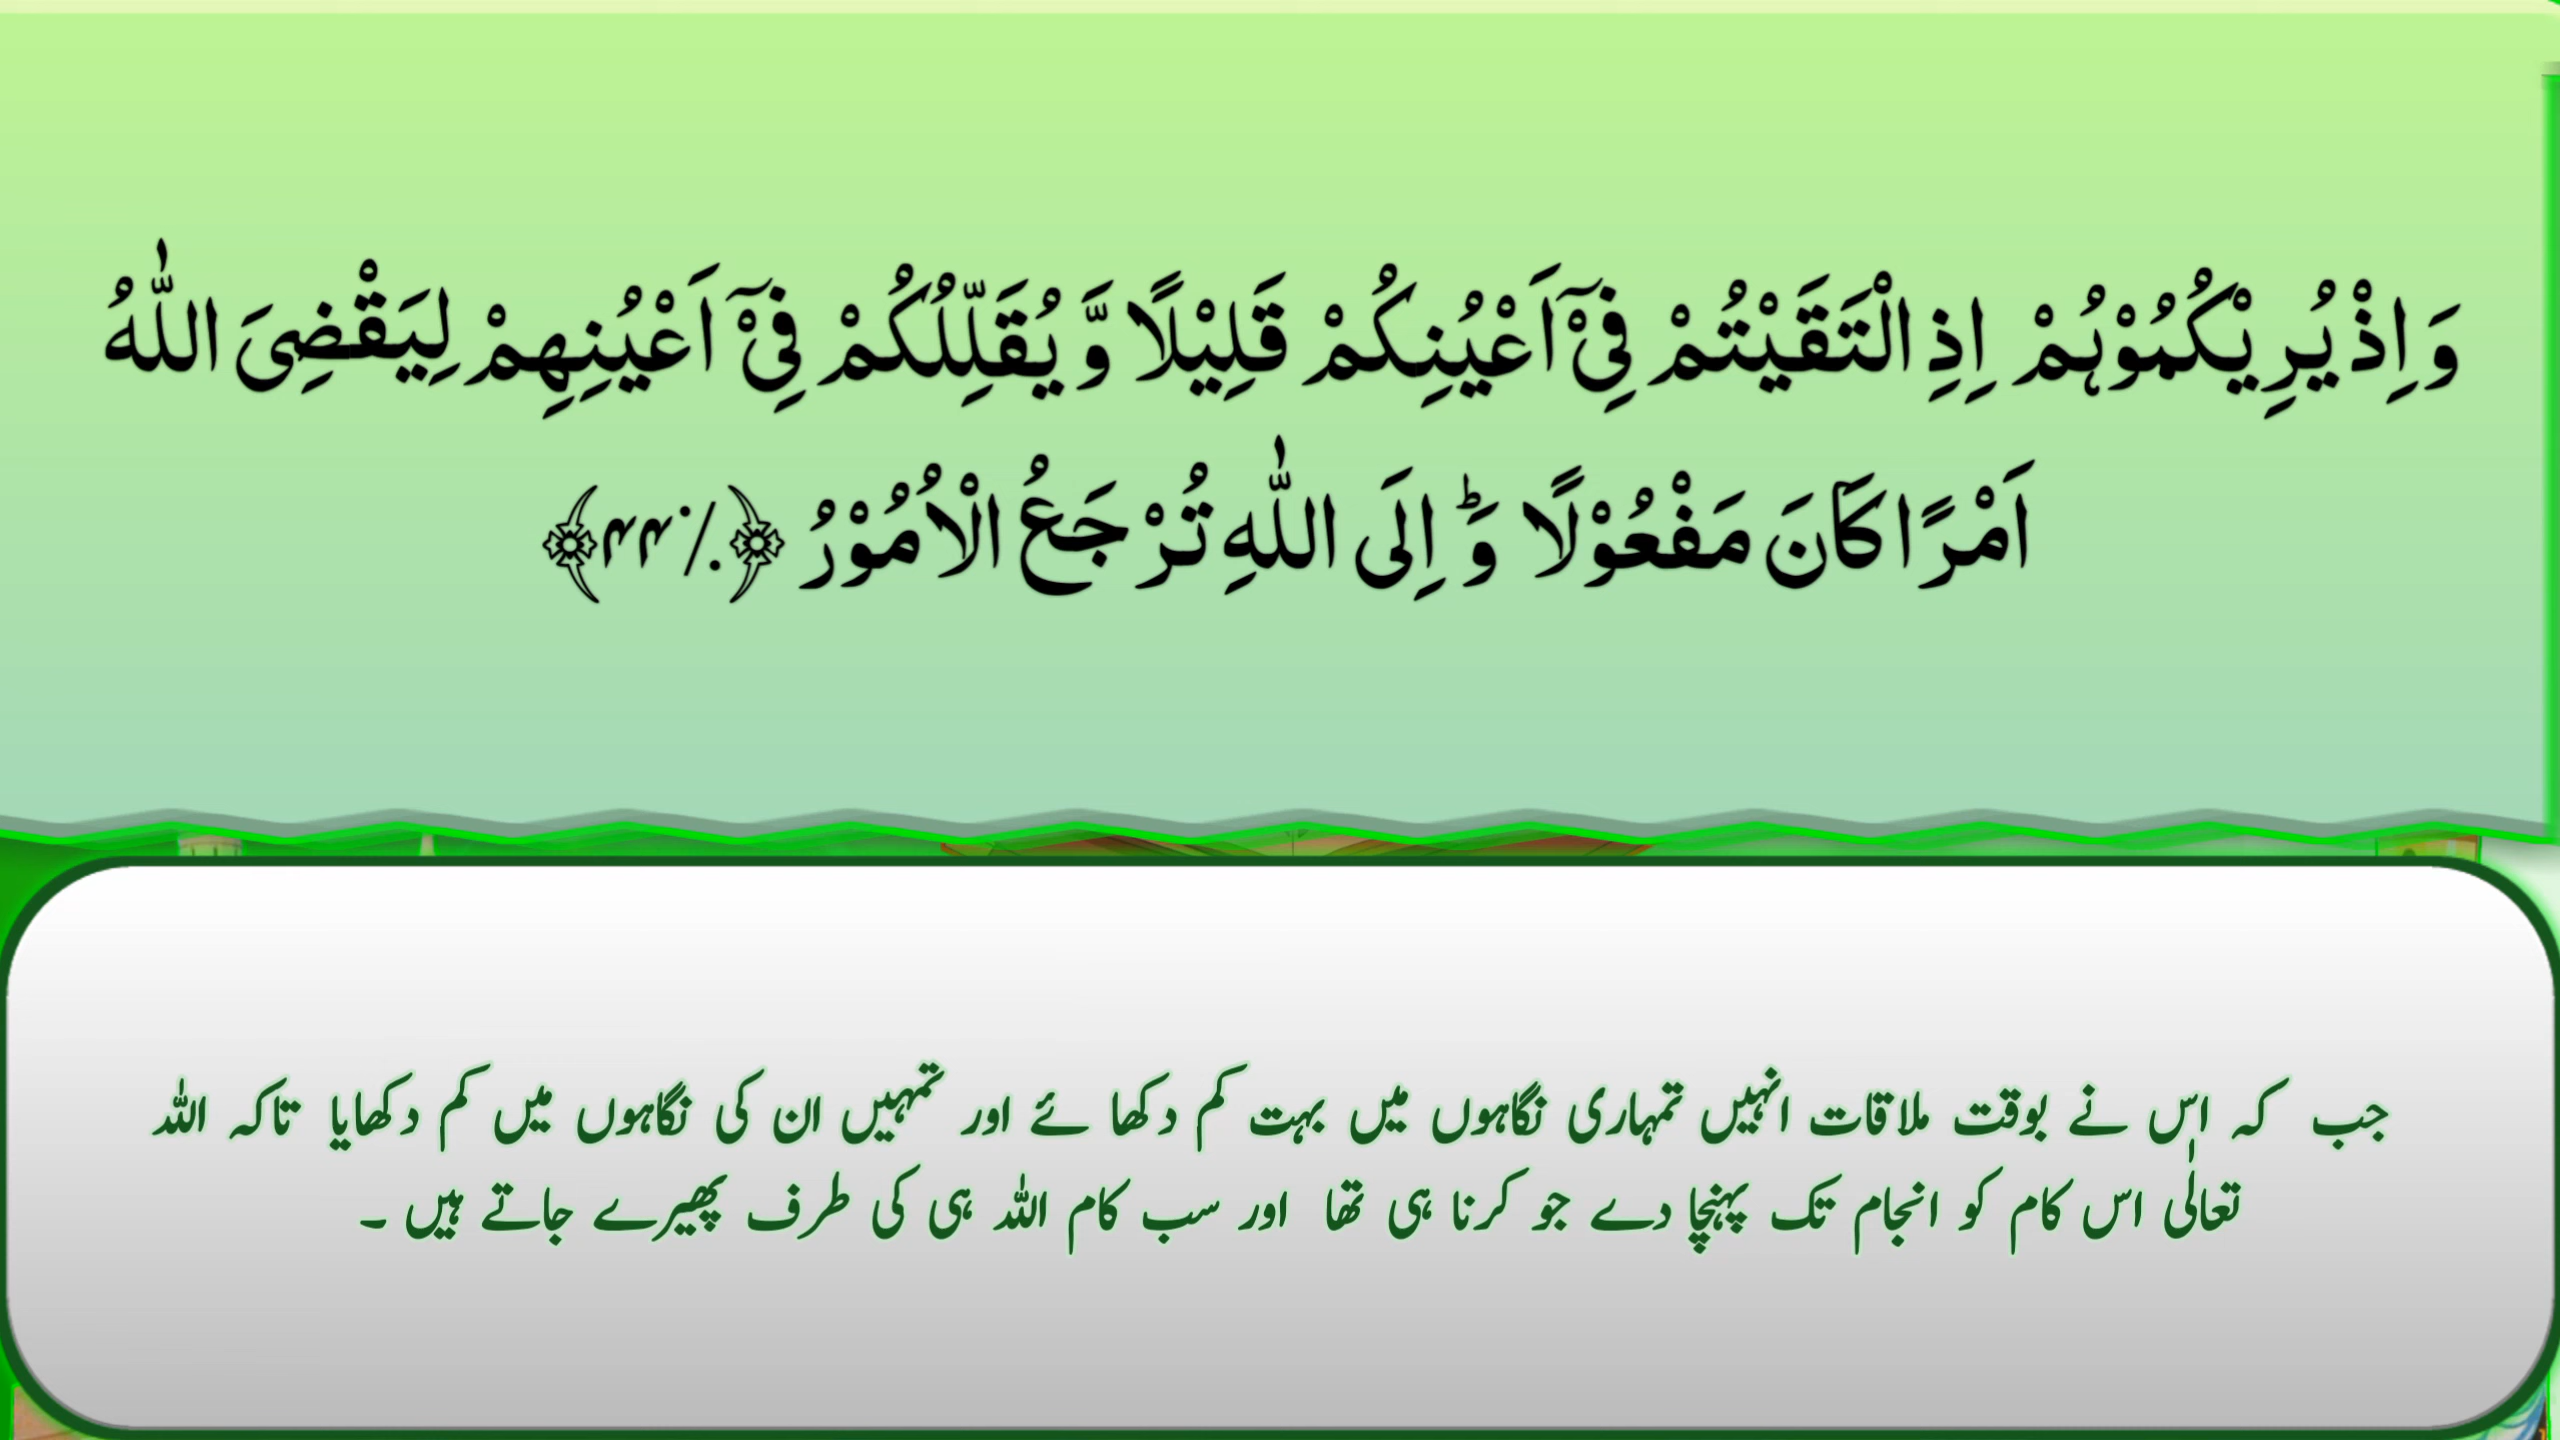 وَ اِذْ یُرِیْکُمُوْہُمْ اِذِ الْتَقَیْتُمْ فِیْۤ اَعْیُنِکُمْ قَلِیْلًا وَّ یُقَلِّلُکُمْ فِیْۤ اَعْیُنِهِمْ لِیَقْضِیَ اللّٰهُ
اَمْرًا کَانَ مَفْعُوْلًا ؕ وَ اِلَی اللّٰهِ تُرْجَعُ الْاُمُوْرُ ﴿٪۴۴﴾
جب کہ اس نے بوقت ملاقات انہیں تمہاری نگاہوں میں بہت کم دکھا ئے اور تمہیں ان کی نگاہوں میں کم دکھایا تاکہ اللہ
تعالٰی اس کام کو انجام تک پہنچا دے جو کرنا ہی تھا اور سب کام اللہ ہی کی طرف پھیرے جاتے ہیں ۔